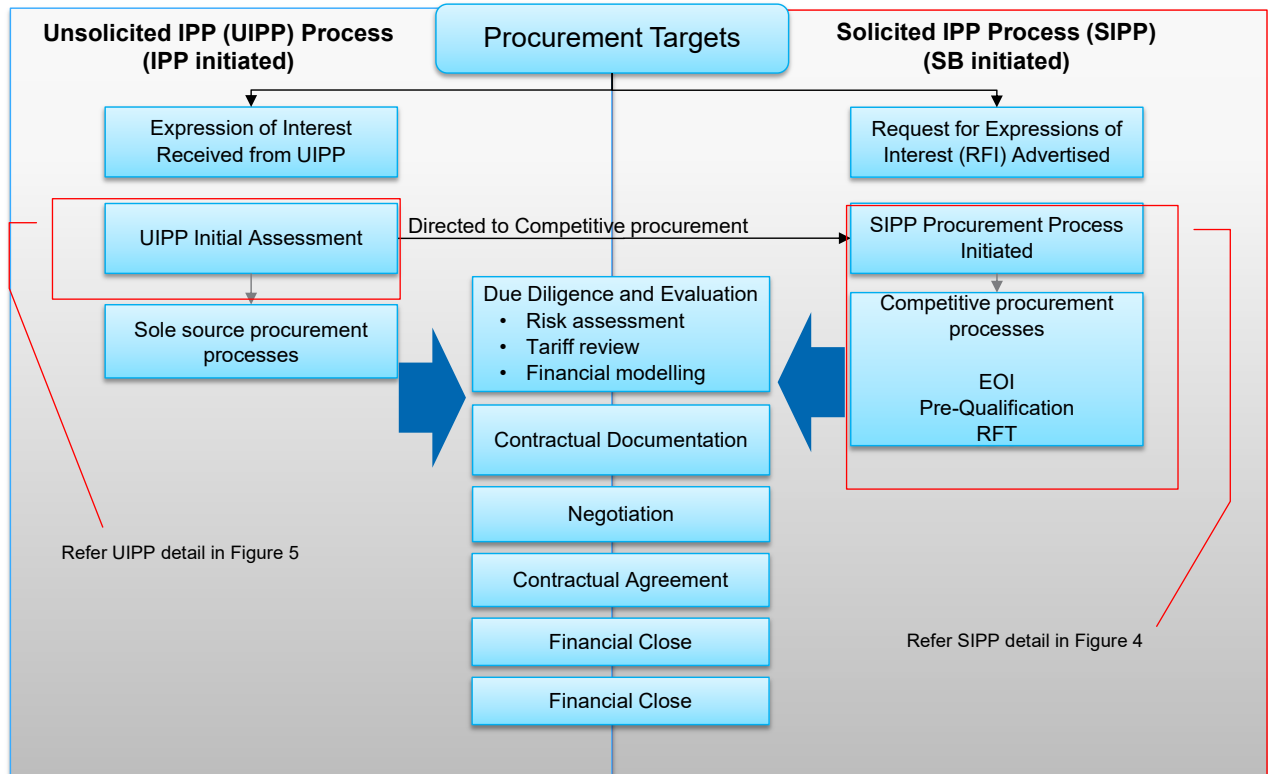 Unsolicited IPP (UIPP) Process
(IPP initiated)
Procurement Targets
Solicited IPP Process (SIPP)
(SB initiated)
Expression of Interest
Received from UIPP
Request for Expressions of
Interest (RFI) Advertised
UIPP Initial Assessment
Directed to Competitive procurement
SIPP Procurement Process
Initiated
Sole source procurement
processes
Due Diligence and Evaluation
• Risk assessment
• Tariff review
• Financial modelling
Competitive procurement
processes
EOI
Pre-Qualification
RFT
Contractual Documentation
Negotiation
Refer UIPP detail in Figure 5
Contractual Agreement
Financial Close
Refer SIPP detail in Figure 4
Financial Close